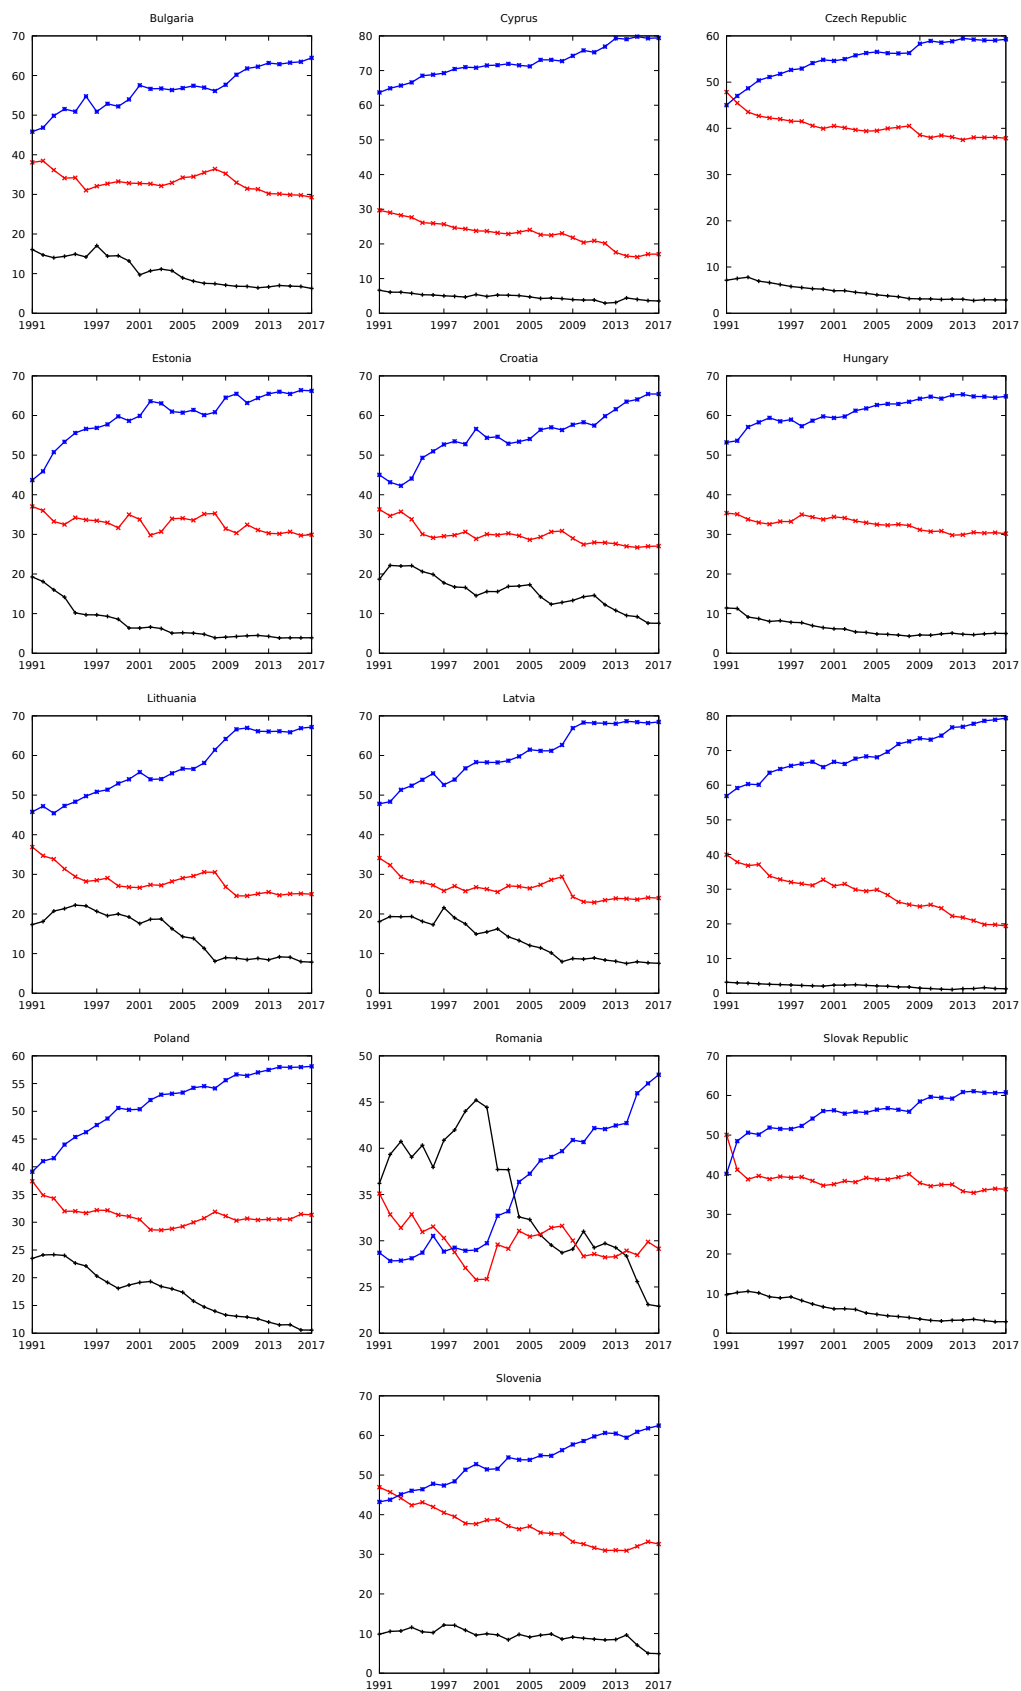 Bulgaria Cyprus Czech Republic
70 80 60
60 70 50
50 60 40
40 50 30
30 40 20
20 30 10
10 20 0
0 10
0
1991 1997 2001 2005 2009 2013 2017 1991 1997 2001 2005 2009 2013 2017 1991 1997 2001 2005 2009 2013 2017
Estonia Croatia Hungary
70 70 70
60 60 60
50 50 50
40 40 40
30 30 30
20 20 20
10 10 10
0 0 0
1991 1997 2001 2005 2009 2013 2017 1991 1997 2001 2005 2009 2013 2017 1991 1997 2001 2005 2009 2013 2017
Lithuania Latvia Malta
70 70 80
60 60 70
50 50 60
40 40 50
30 30 40
20 20 30
10 10 20
0 0 10
0
1991 1997 2001 2005 2009 2013 2017 1991 1997 2001 2005 2009 2013 2017 1991 1997 2001 2005 2009 2013 2017
Poland Romania Slovak Republic
60 50 70
55 45 60
50 40 50
45 35 40
40 30 30
35 25 20
30 20 10
25 0
20
15
10
1991 1997 2001 2005 2009 2013 2017 1991 1997 2001 2005 2009 2013 2017 1991 1997 2001 2005 2009 2013 2017
Slovenia
70
60
50
40
30
20
10
0
1991 1997 2001 2005 2009 2013 2017